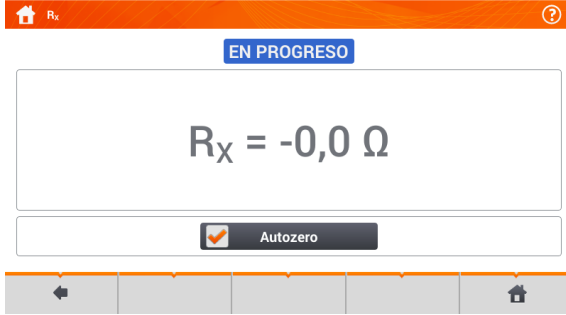 Rx
EN PROGRESO
Rx = -0,0 Ω
Autozero